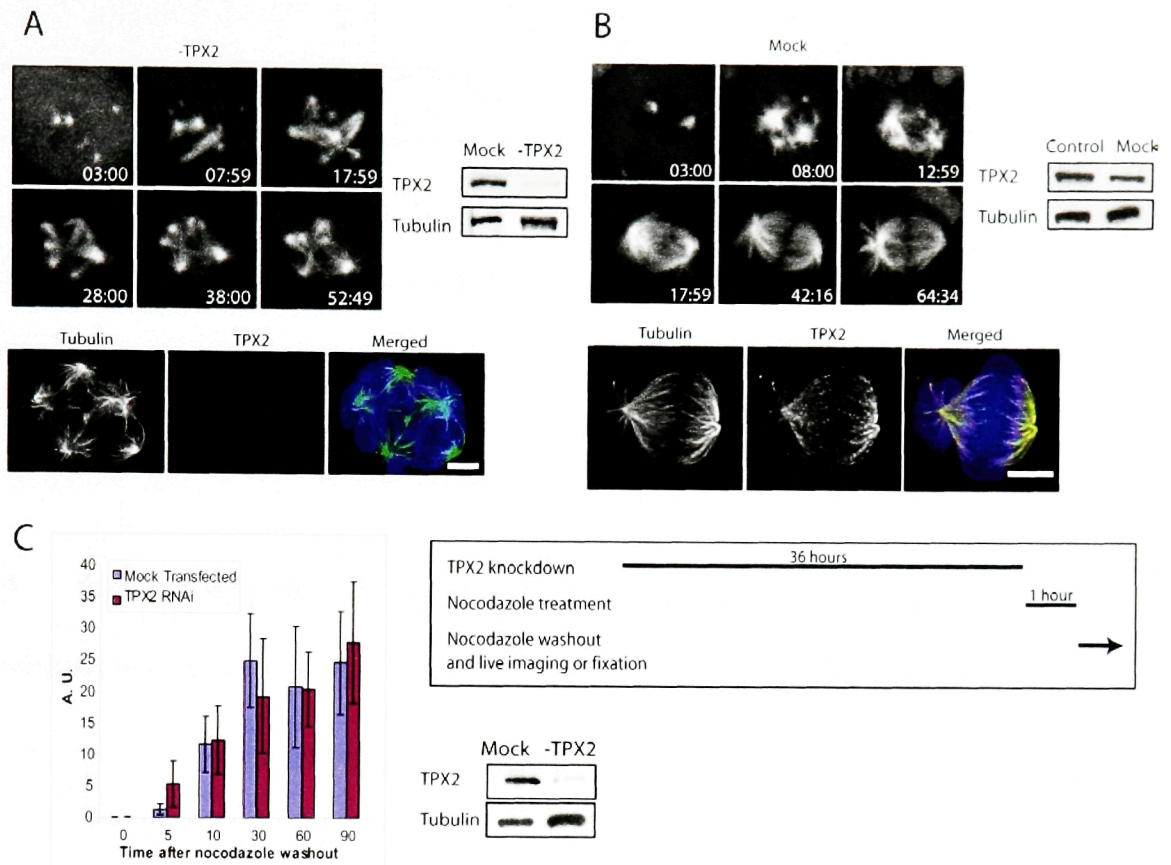 A
-TPX2
03:00
07:59
17:59
28:00
38:00
52:49
Mock -TPX2
TPX2
Tubulin
Tubulin
TPX2
Merged
B
Mock
03:00
08:00
12:59
17:59
42:16
64:34
Control Mock
TPX2
Tubulin
Tubulin
TPX2
Merged
C
Mock Transfected
TPX2 RNAi
A. U.
40
35
30
25
20
15
10
5
0
0 5 10 30 60 90
Time after nocodazole washout
TPX2 knockdown
36 hours
Nocodazole treatment
1 hour
Nocodazole washout
and live imaging or fixation
Mock -TPX2
TPX2
Tubulin